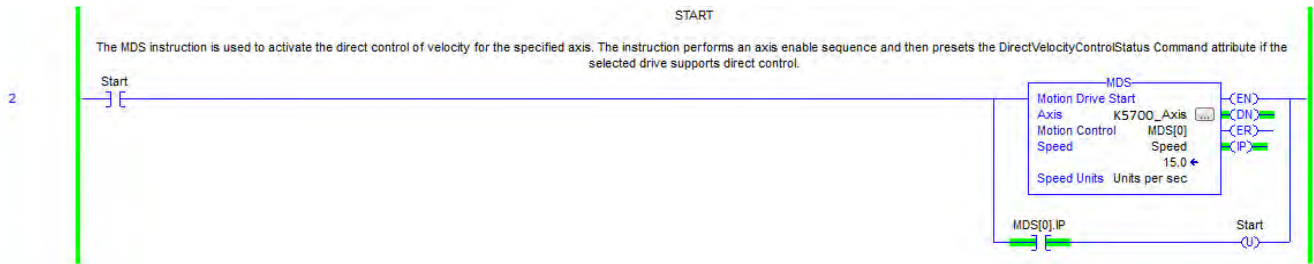 START
The MDS instruction is used to activate the direct control of velocity for the specified axis. The instruction performs an axis enable sequence and then presets the DirectVelocityControlStatus Command attribute if the
selected drive supports direct control.
Start
2
MDS
Motion Drive Start
Axis K5700_Axis ...
Motion Control MDS[0]
Speed Speed
15.0
Speed Units Units per sec
EN
DN
ER
IP
MDS[0].IP
Start
U